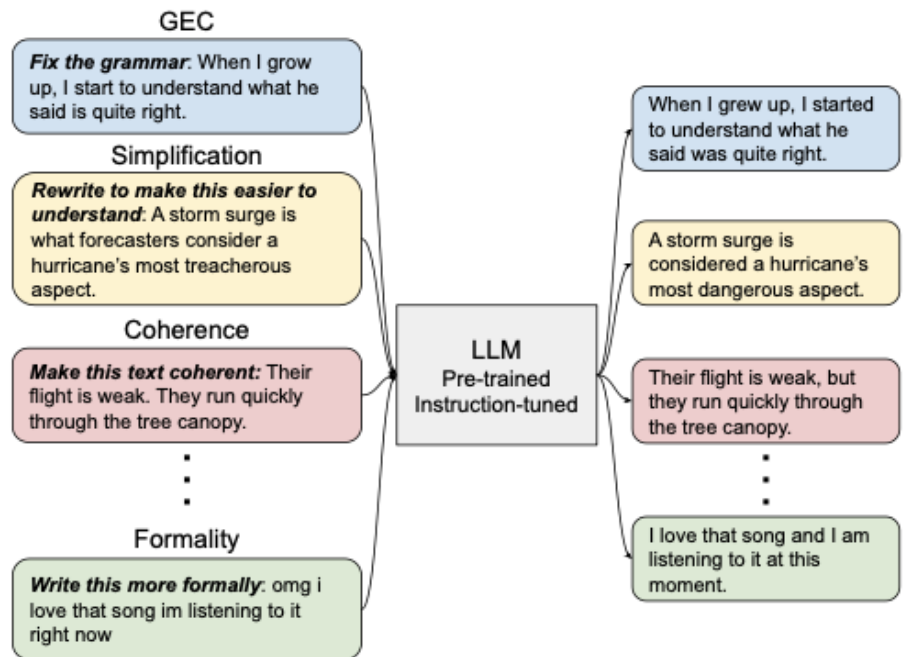 GEC
Fix the grammar: When I grow
up, I start to understand what he
said is quite right.
Simplification
Rewrite to make this easier to
understand: A storm surge is
what forecasters consider a
hurricane's most treacherous
aspect.
Coherence
Make this text coherent: Their
flight is weak. They run quickly
through the tree canopy.
Formality
Write this more formally: omg i
love that song im listening to it
right now
LLM
Pre-trained
Instruction-tuned
When I grew up, I started
to understand what he
said was quite right.
A storm surge is
considered a hurricane's
most dangerous aspect.
Their flight is weak, but
they run quickly through
the tree canopy.
I love that song and I am
listening to it at this
moment.